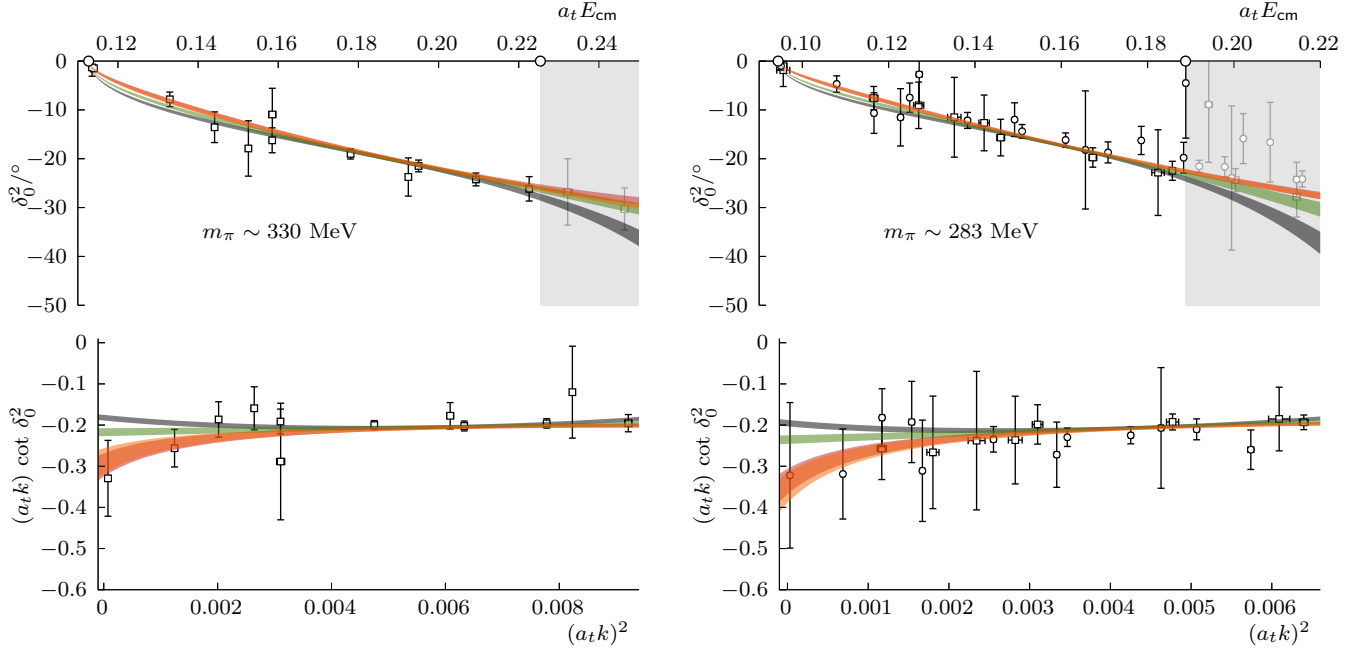 a_t E_cm
0.12 0.14 0.16 0.18 0.20 0.22 0.24
0
−10
−20
−30
−40
−50
δ_0^2/°
m_π ∼ 330 MeV
a_t E_cm
0.10 0.12 0.14 0.16 0.18 0.20 0.22
0
−10
−20
−30
−40
−50
δ_0^2/°
m_π ∼ 283 MeV
0
−0.1
−0.2
−0.3
−0.4
−0.5
−0.6
(a_t k) cot δ_0^2
0 0.002 0.004 0.006 0.008
(a_t k)^2
0
−0.1
−0.2
−0.3
−0.4
−0.5
−0.6
(a_t k) cot δ_0^2
0 0.001 0.002 0.003 0.004 0.005 0.006
(a_t k)^2